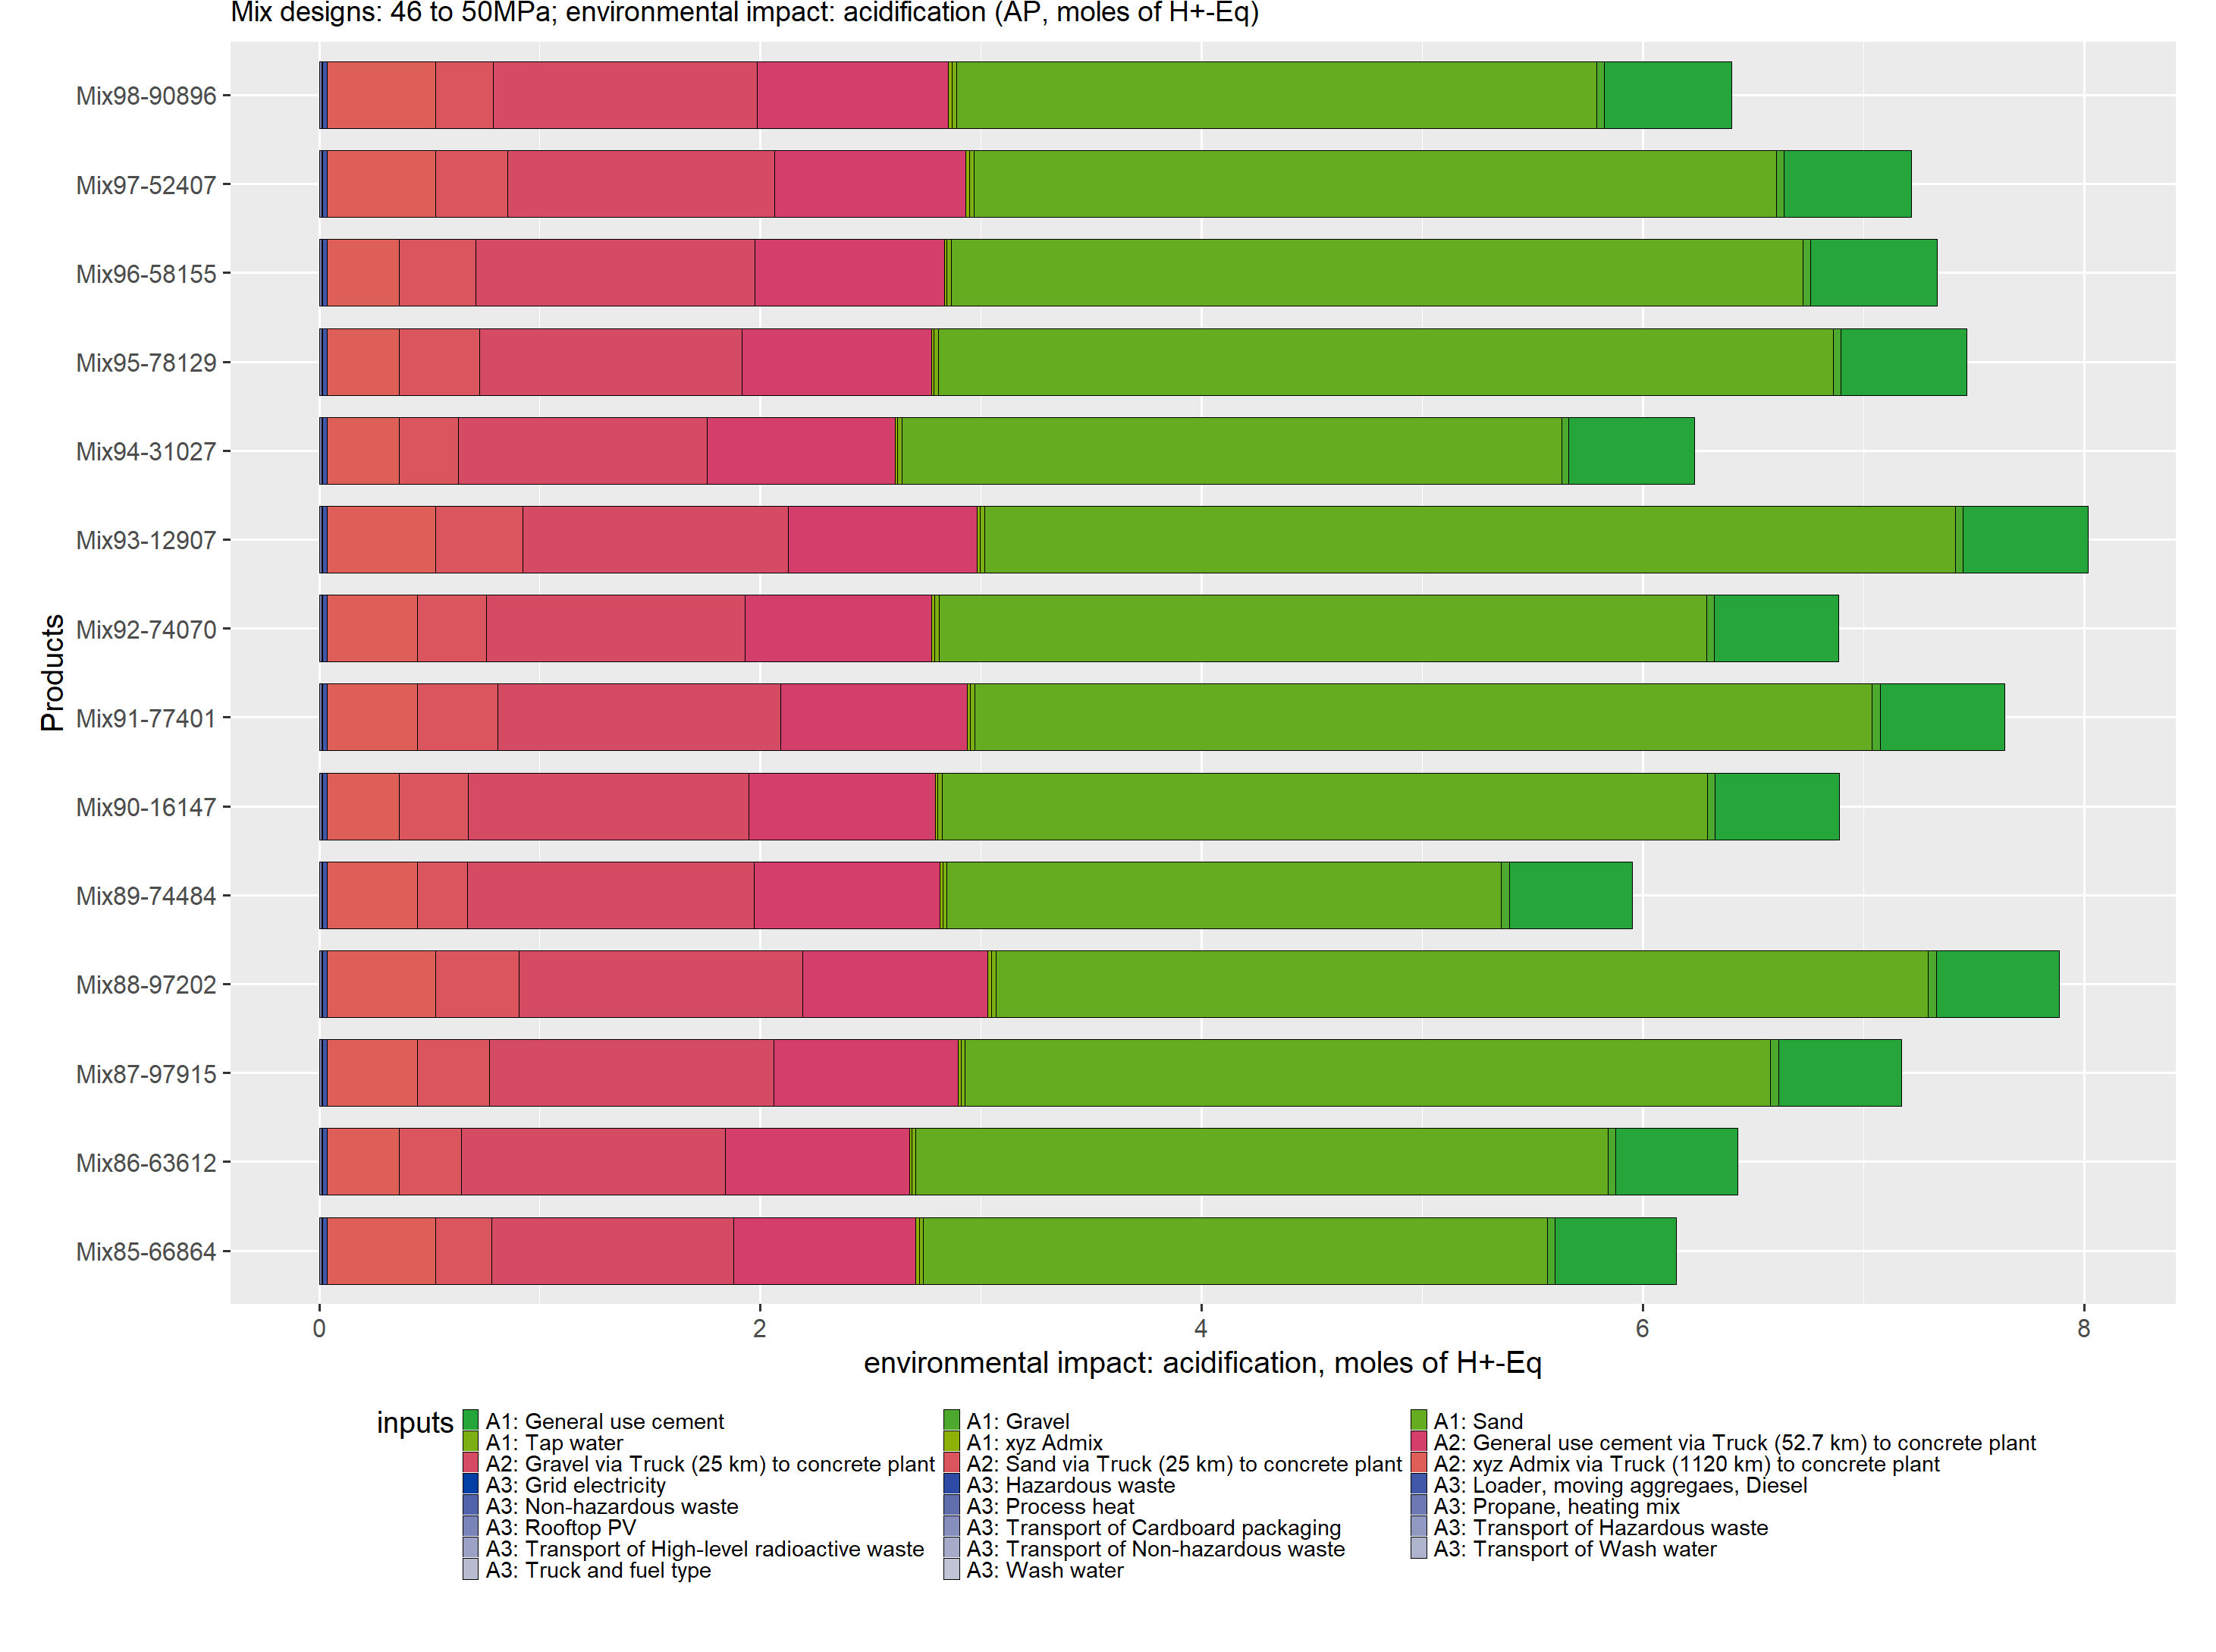 Mix designs: 46 to 50MPa; environmental impact: acidification (AP, moles of H+-Eq)
Mix98-90896
Mix97-52407
Mix96-58155
Mix95-78129
Mix94-31027
Mix93-12907
Mix92-74070
Mix91-77401
Mix90-16147
Mix89-74484
Mix88-97202
Mix87-97915
Mix86-63612
Mix85-66864
Products
0 2 4 6 8
environmental impact: acidification, moles of H+-Eq
inputs
A1: General use cement A1: Gravel A1: Sand
A1: Tap water A1: xyz Admix A2: General use cement via Truck (52.7 km) to concrete plant
A2: Gravel via Truck (25 km) to concrete plant A2: Sand via Truck (25 km) to concrete plant A2: xyz Admix via Truck (1120 km) to concrete plant
A3: Grid electricity A3: Hazardous waste A3: Loader, moving aggregaes, Diesel
A3: Non-hazardous waste A3: Process heat A3: Propane, heating mix
A3: Rooftop PV A3: Transport of Cardboard packaging A3: Transport of Hazardous waste
A3: Transport of High-level radioactive waste A3: Transport of Non-hazardous waste A3: Transport of Wash water
A3: Truck and fuel type A3: Wash water